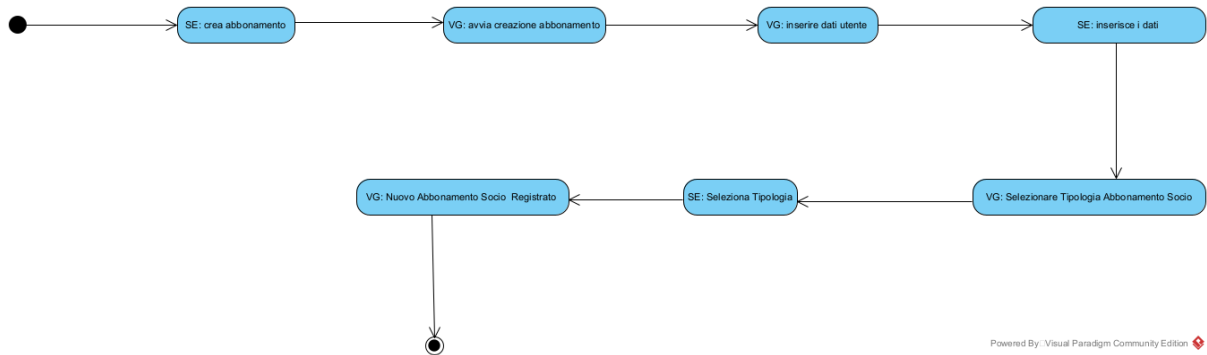 SE: crea abbonamento
VG: avvia creazione abbonamento
VG: inserire dati utente
SE: inserisce i dati
VG: Selezionare Tipologia Abbonamento Socio
SE: Seleziona Tipologia
VG: Nuovo Abbonamento Socio Registrato
Powered By Visual Paradigm Community Edition